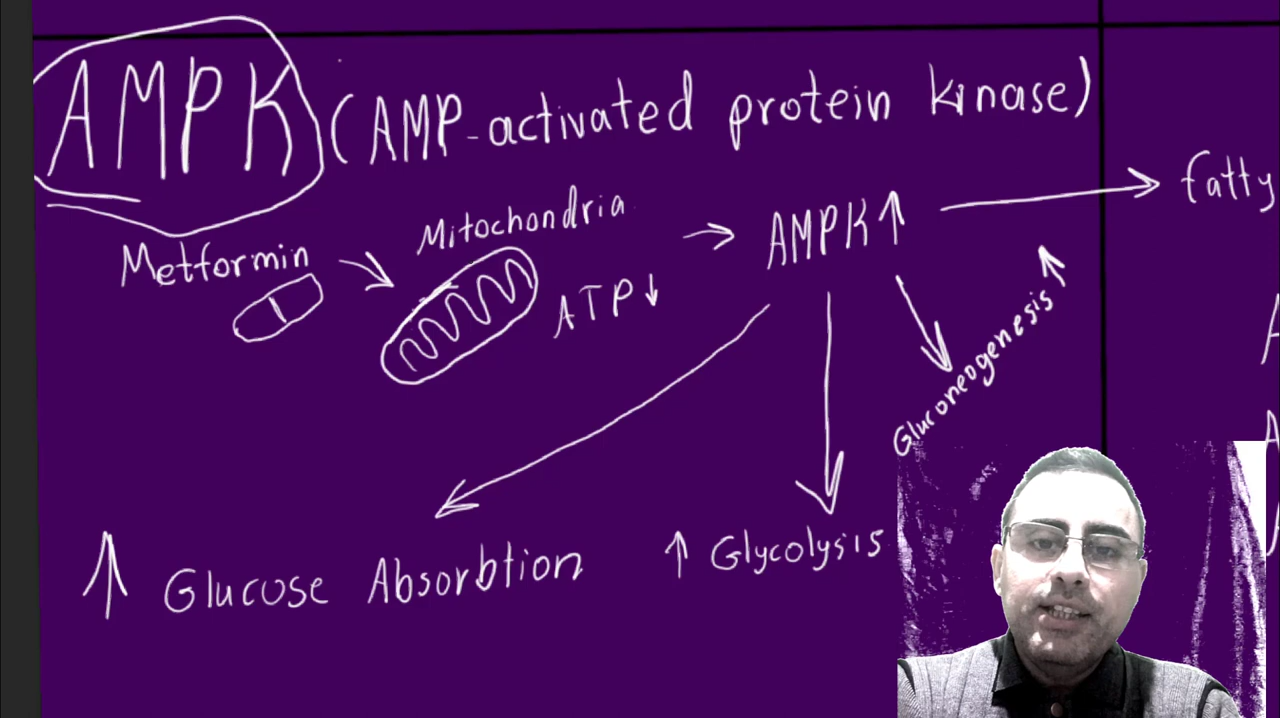 AMPK (AMP-activated protein kinase)
Metformin → Mitochondria → AMPK↑ → fatty
ATP↓
Gluconeogenesis↑
↑ Glucose Absorbtion ↑ Glycolysis